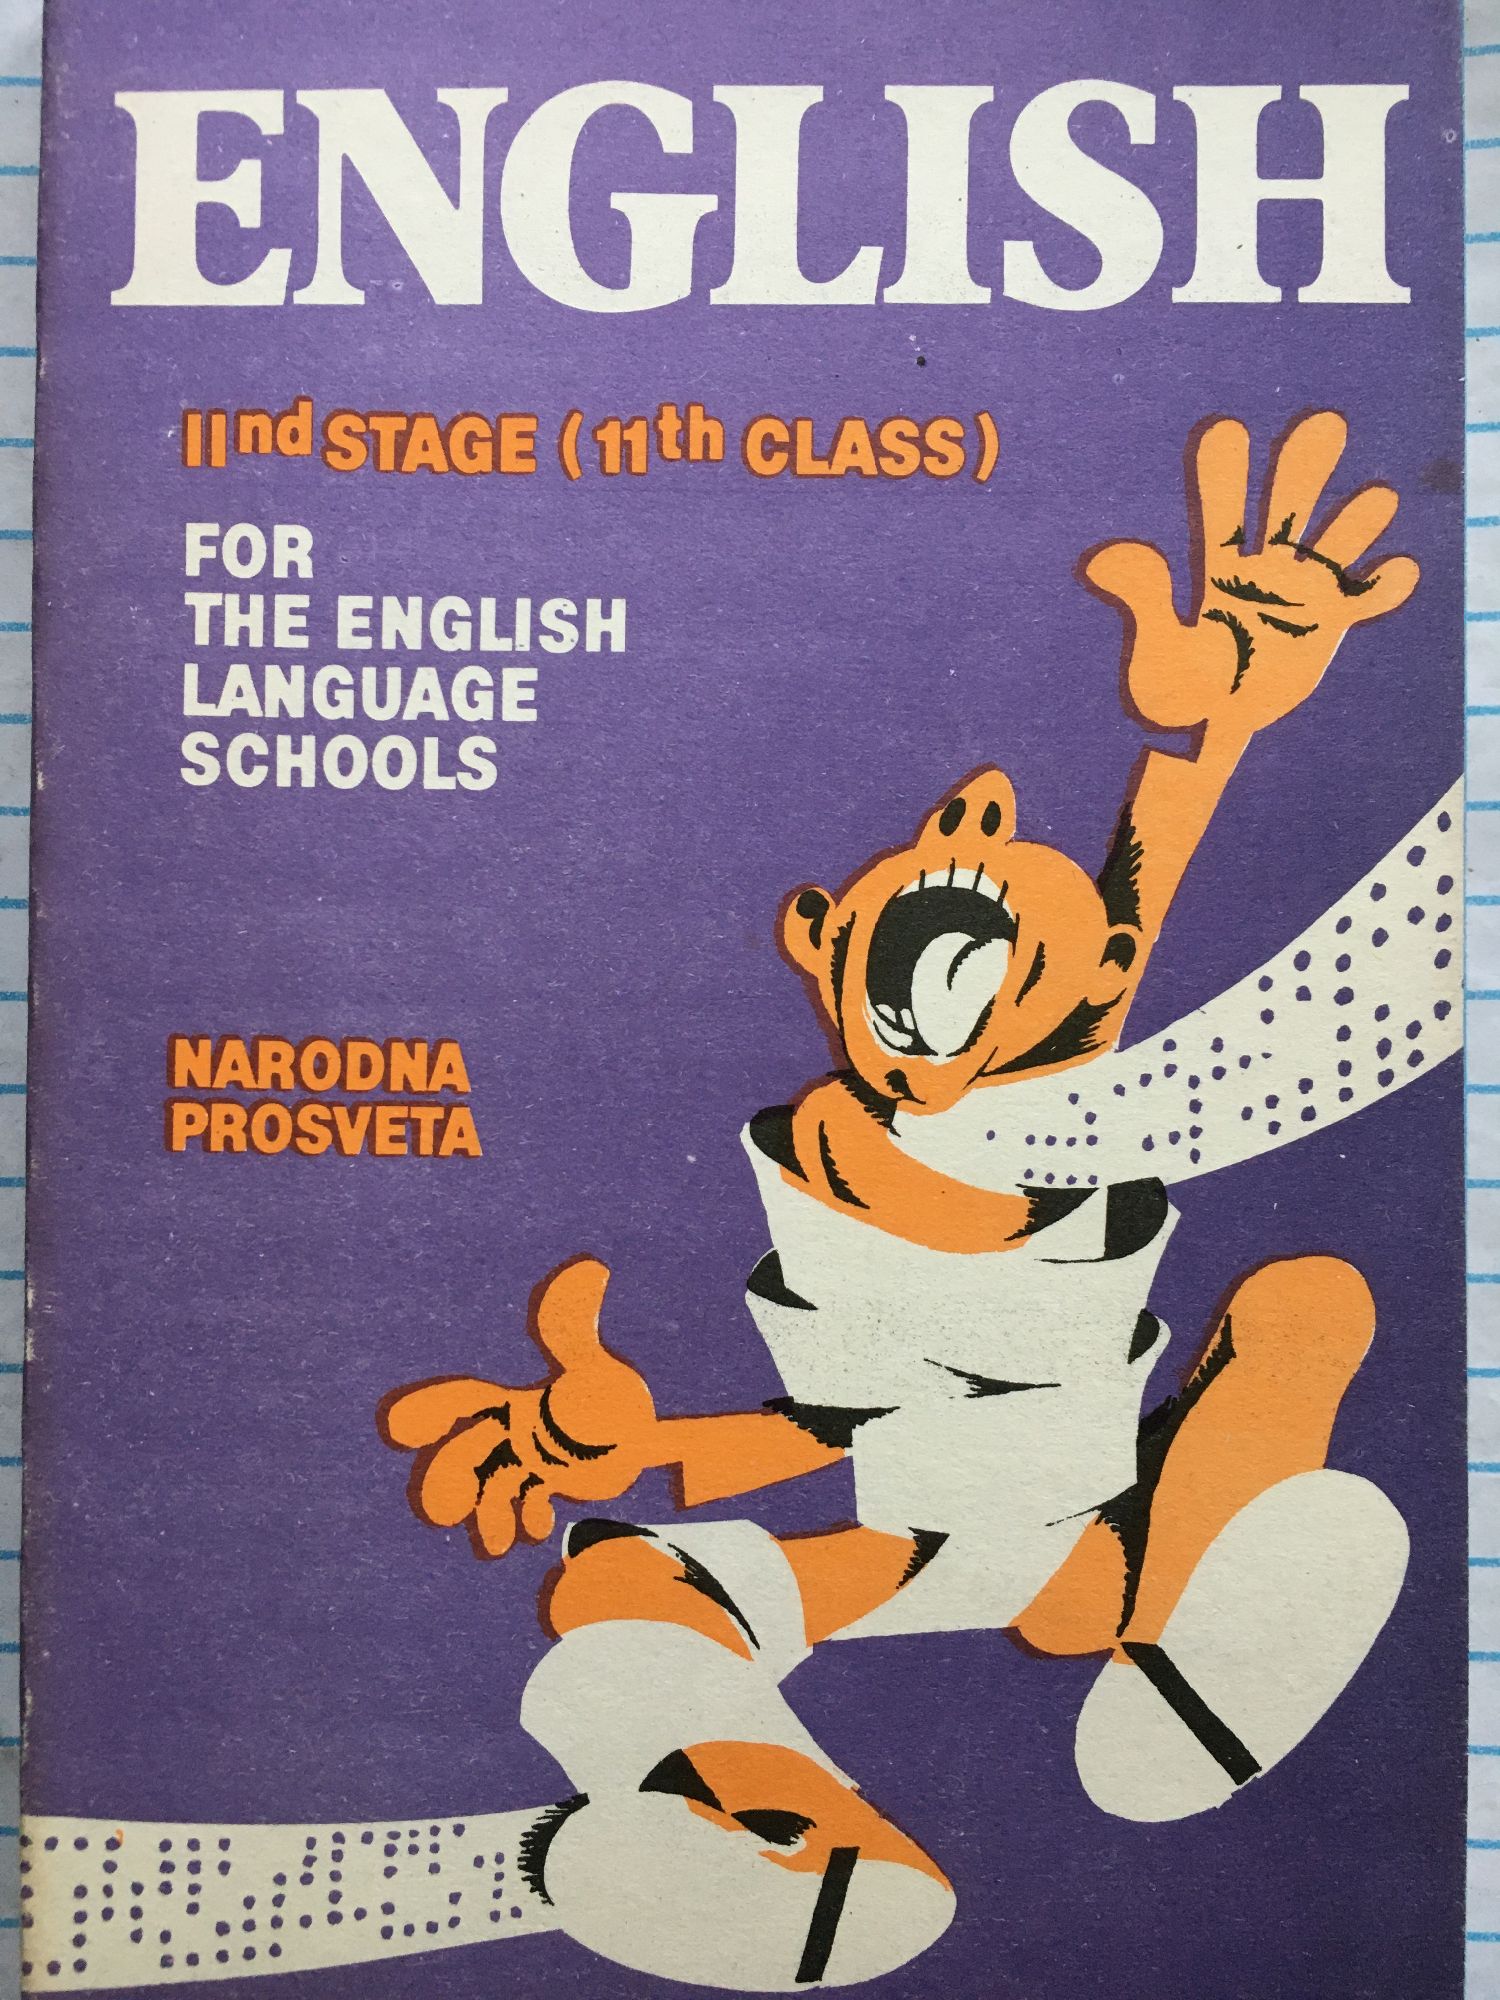 ENGLISH
IInd STAGE (11th CLASS)
FOR
THE ENGLISH
LANGUAGE
SCHOOLS
NARODNA
PROSVETA